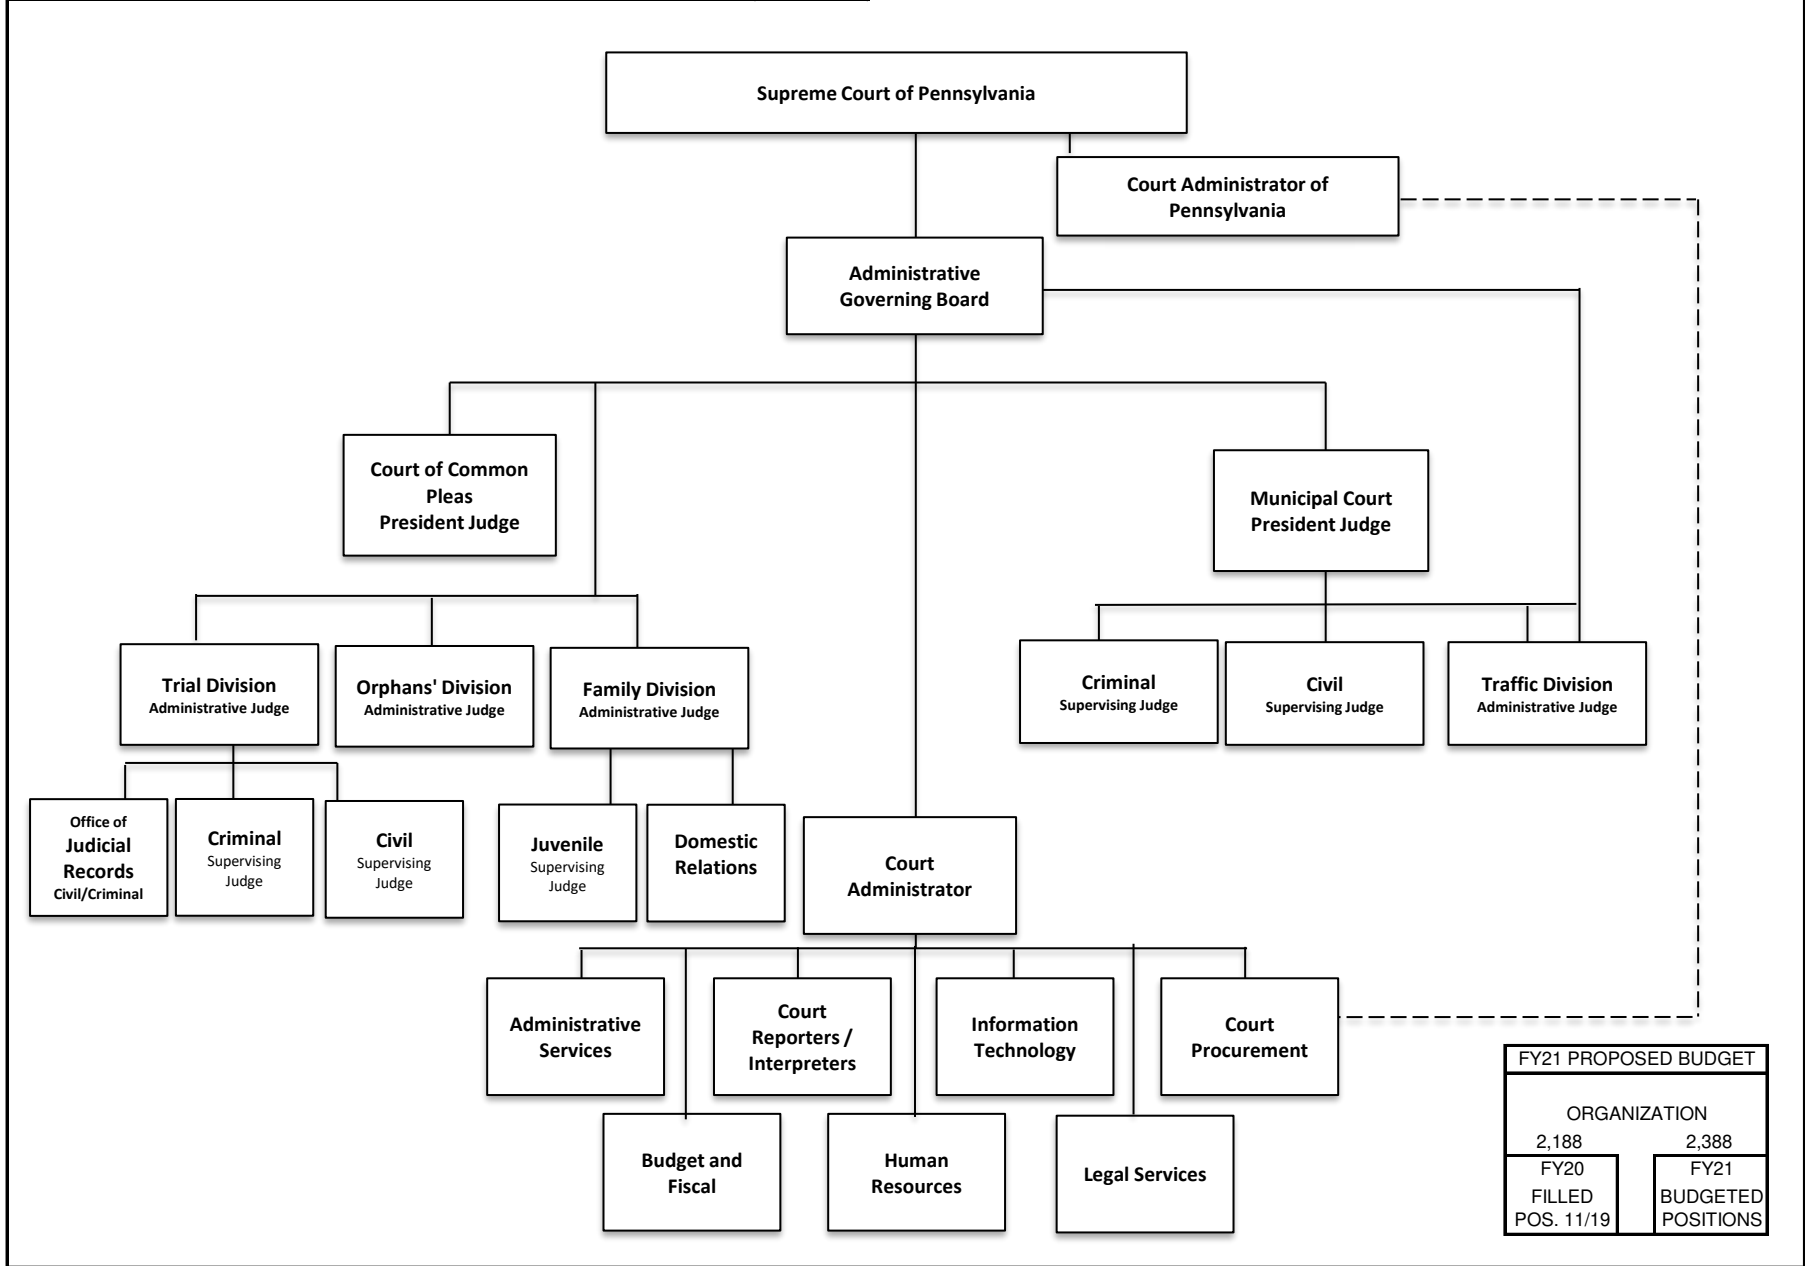 Supreme Court of Pennsylvania
Court Administrator of
Pennsylvania
Administrative
Governing Board
Court of Common
Pleas
President Judge
Municipal Court
President Judge
Trial Division
Administrative Judge
Orphans' Division
Administrative Judge
Family Division
Administrative Judge
Criminal
Supervising Judge
Civil
Supervising Judge
Traffic Division
Administrative Judge
Office of
Judicial
Records
Civil/Criminal
Criminal
Supervising
Judge
Civil
Supervising
Judge
Juvenile
Supervising
Judge
Domestic
Relations
Court
Administrator
Administrative
Services
Court
Reporters /
Interpreters
Information
Technology
Court
Procurement
Budget and
Fiscal
Human
Resources
Legal Services
FY21 PROPOSED BUDGET
ORGANIZATION
2,188 2,388
FY20 FY21
FILLED BUDGETED
POS. 11/19 POSITIONS